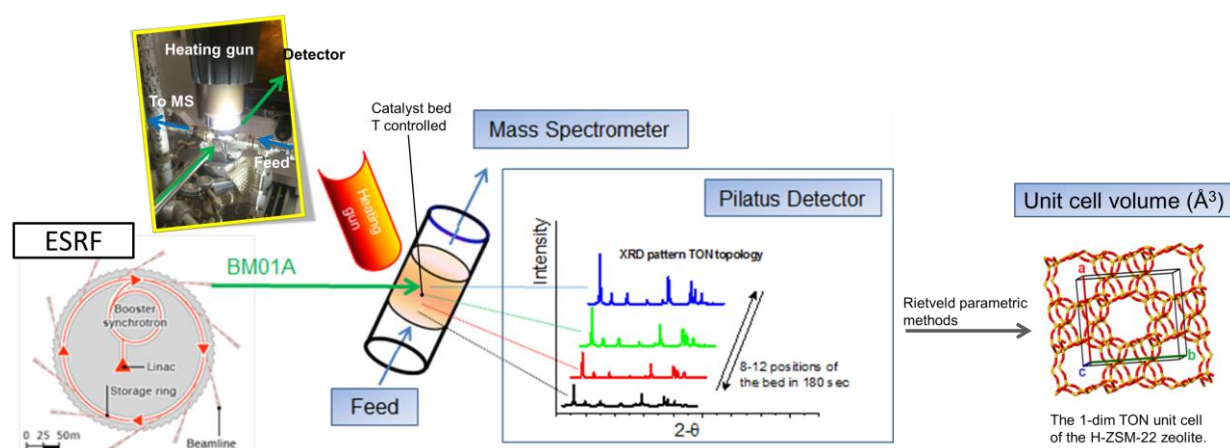 Heating gun
Detector
To MS
Feed
Catalyst bed
T controlled
Mass Spectrometer
Heating
gun
Pilatus Detector
Unit cell volume (Å³)
ESRF
BM01A
Intensity
XRD pattern TON topology
Booster
synchrotron
Linac
Storage ring
0 25 50m
Beamline
Feed
8-12 positions of
the bed in 180 sec
2-θ
Rietveld parametric
methods
a
b
c
The 1-dim TON unit cell
of the H-ZSM-22 zeolite.